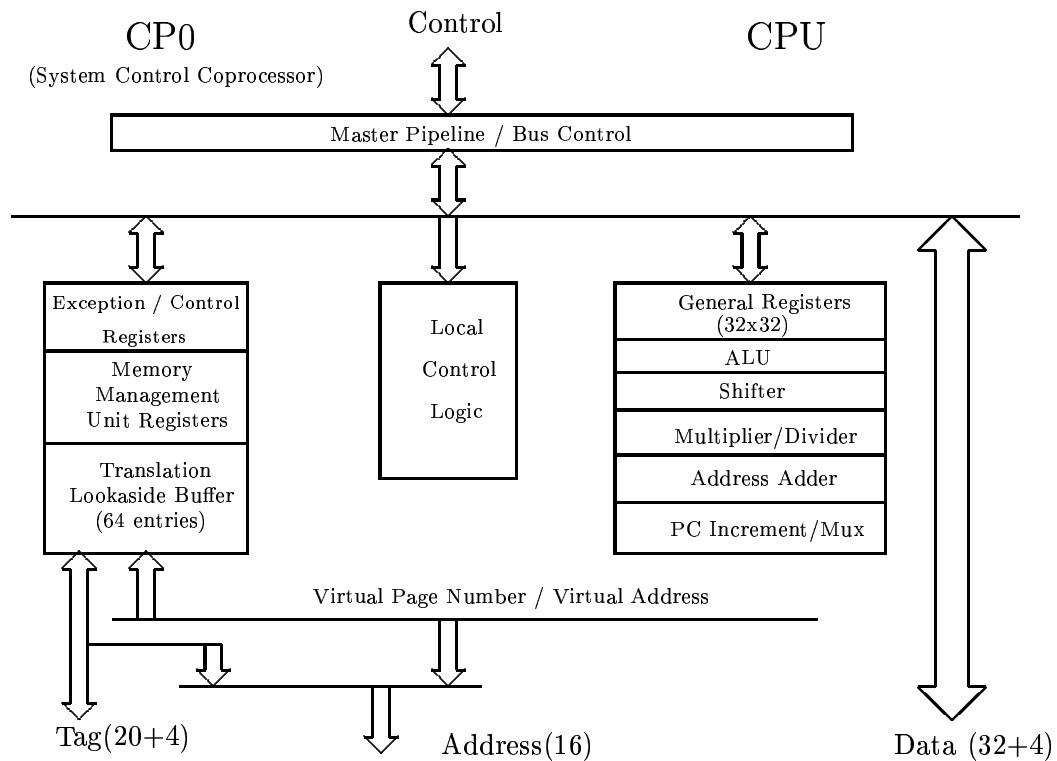 CP0
(System Control Coprocessor)
Control
CPU
Master Pipeline / Bus Control
Exception / Control
Registers
Memory
Management
Unit Registers
Translation
Lookaside Buffer
(64 entries)
Local
Control
Logic
General Registers
(32x32)
ALU
Shifter
Multiplier/Divider
Address Adder
PC Increment/Mux
Virtual Page Number / Virtual Address
Tag(20+4)
Address(16)
Data (32+4)